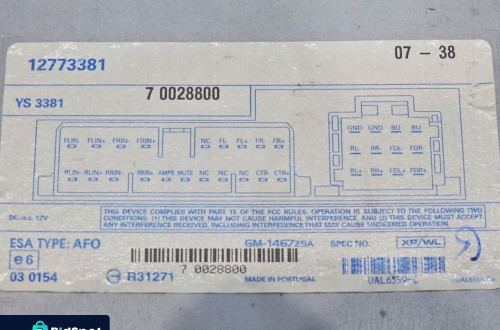 07 - 38
12773381
YS 3381
7 0028800
FLIN- FLIN+ FRIN- FRIN+ NC FL- FL+ FR- FR+
RLIN- RLIN+ RRIN- RRIN+ AMPB MUTE NC NC NC CTR- CTR+
GND GND BU BU
RL- RR- FDL- FDR-
RL+ RR+ FDL+ FDR+
DC 12V
THIS DEVICE COMPLIES WITH PART 15 OF THE FCC RULES. OPERATION IS SUBJECT TO THE FOLLOWING
TWO CONDITIONS: (1) THIS DEVICE MAY NOT CAUSE HARMFUL INTERFERENCE, AND (2) THIS DEVICE MUST ACCEPT
ANY INTERFERENCE RECEIVED, INCLUDING INTERFERENCE THAT MAY CAUSE UNDESIRED OPERATION.
ESA TYPE: AFO
GM-1467ZSA
SPEC NO.
XP/WL
e6
03 0154
R31271
7 0028800
MADE IN PORTUGAL